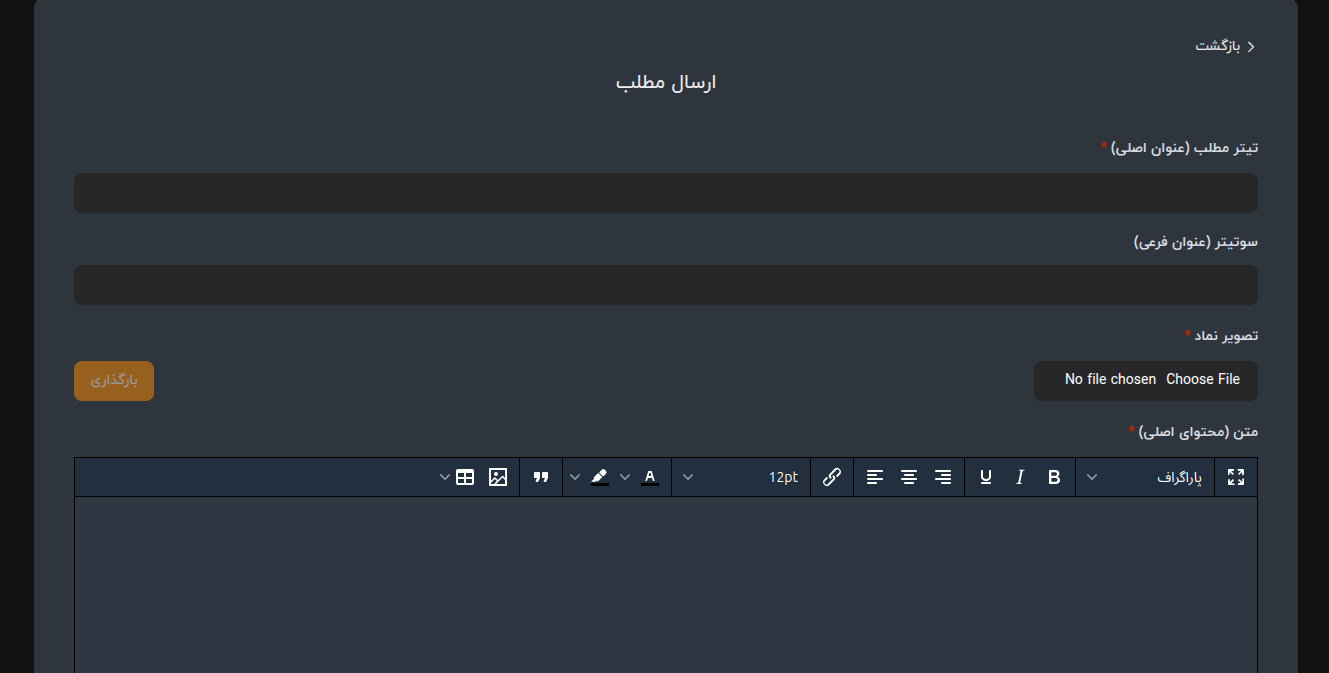 بازگشت
ارسال مطلب
تیتر مطلب (عنوان اصلی) *
سوتیتر (عنوان فرعی)
تصویر نماد *
Choose File No file chosen
بارگذاری
متن (محتوای اصلی) *
پاراگراف B I U 12pt A